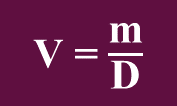 V = m/D